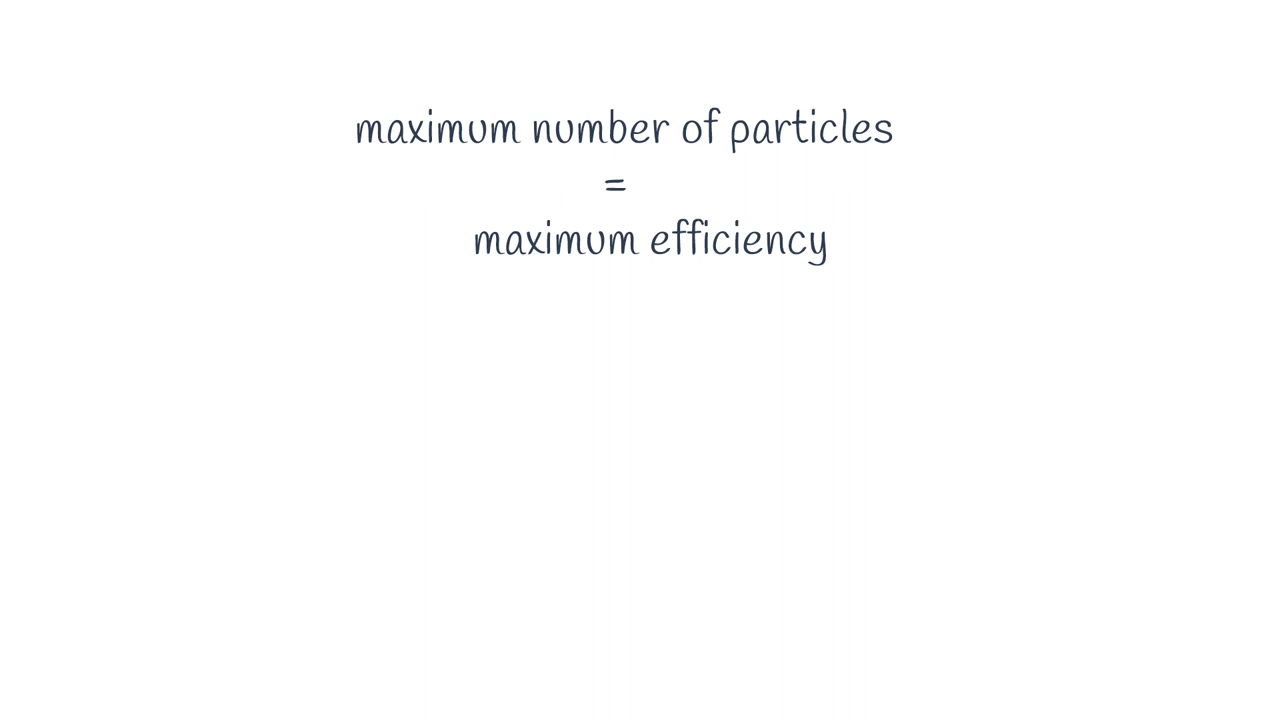 maximum number of particles
=
maximum efficiency